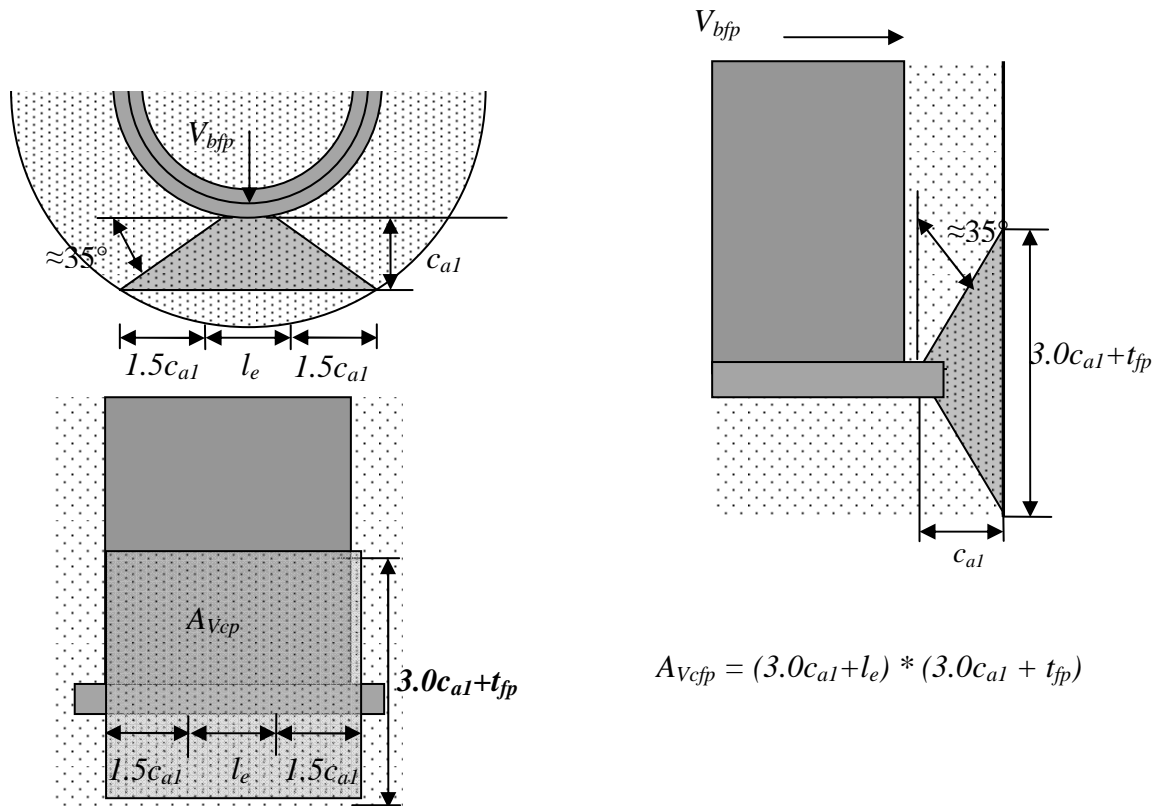 V_bfp
≈35°
c_a1
1.5c_a1 l_e 1.5c_a1
A_Vcp
3.0c_a1+t_fp
1.5c_a1 l_e 1.5c_a1
V_bfp
≈35°
3.0c_a1+t_fp
c_a1
A_Vcfp = (3.0c_a1+l_e) * (3.0c_a1 + t_fp)